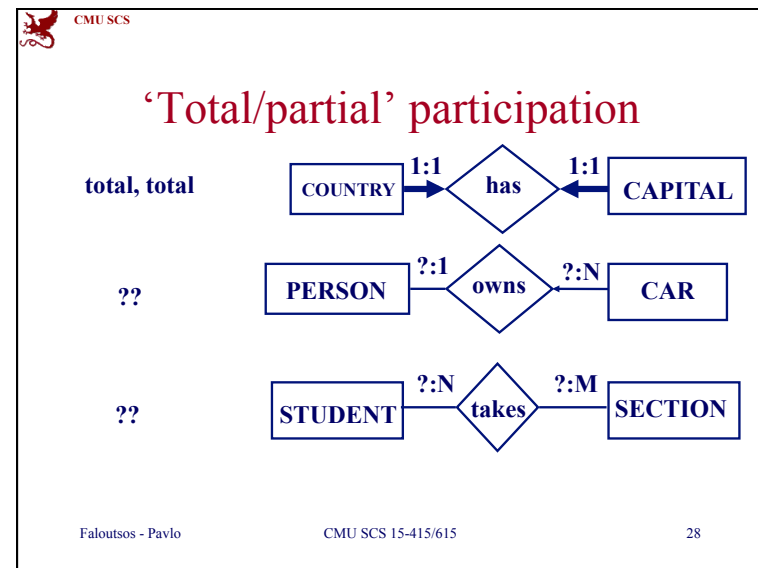 CMU SCS
‘Total/partial’ participation
total, total
COUNTRY 1:1 has 1:1 CAPITAL
?? PERSON ?:1 owns ?:N CAR
?? STUDENT ?:N takes ?:M SECTION
Faloutsos - Pavlo CMU SCS 15-415/615 28